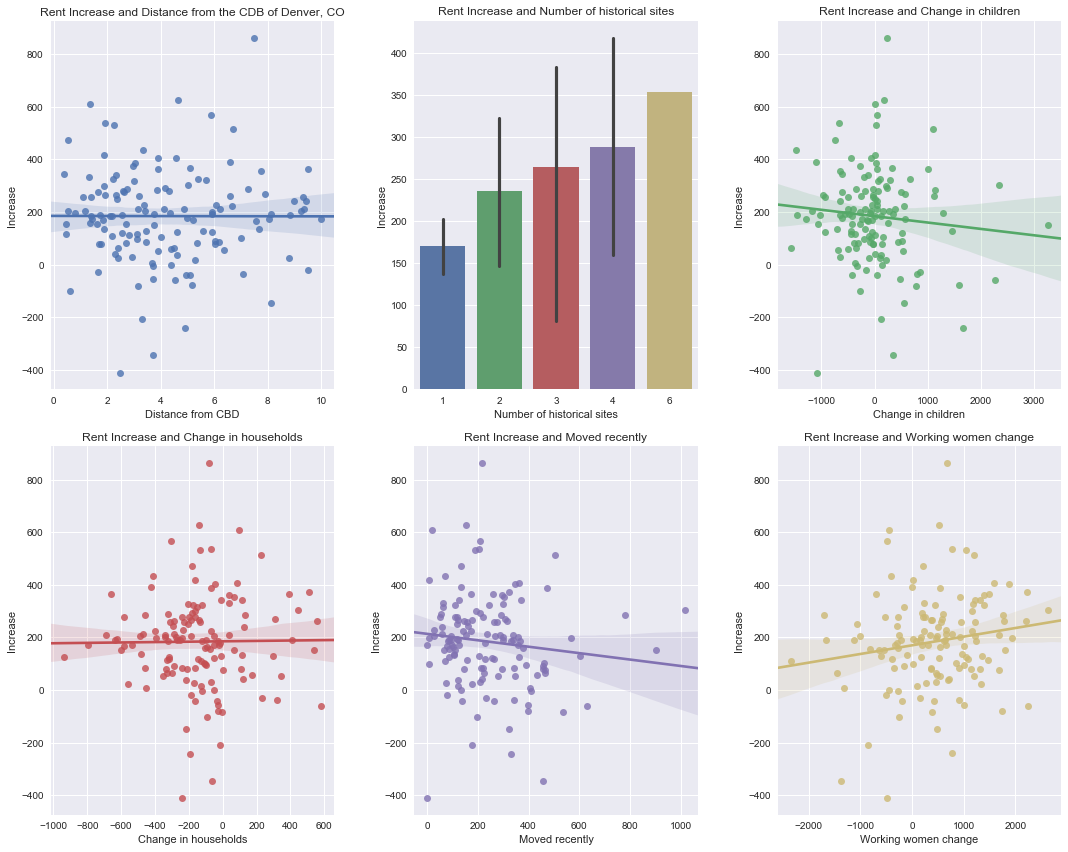 Rent Increase and Distance from the CDB of Denver, CO
Increase
800
600
400
200
0
−200
−400
0 2 4 6 8 10
Distance from CBD
Rent Increase and Number of historical sites
Increase
400
350
300
250
200
150
100
50
0
1 2 3 4 6
Number of historical sites
Rent Increase and Change in children
Increase
800
600
400
200
0
−200
−400
−1000 0 1000 2000 3000
Change in children
Rent Increase and Change in households
Increase
800
600
400
200
0
−200
−400
−1000 −800 −600 −400 −200 0 200 400 600
Change in households
Rent Increase and Moved recently
Increase
800
600
400
200
0
−200
−400
0 200 400 600 800 1000
Moved recently
Rent Increase and Working women change
Increase
800
600
400
200
0
−200
−400
−2000 −1000 0 1000 2000
Working women change